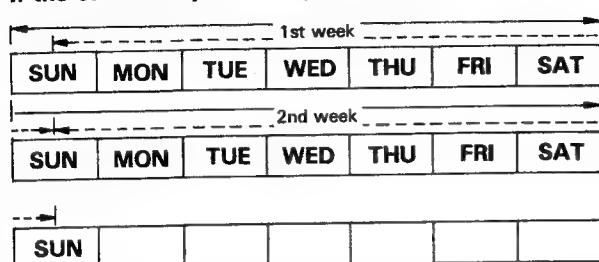 1st week
SUN MON TUE WED THU FRI SAT
2nd week
SUN MON TUE WED THU FRI SAT
SUN